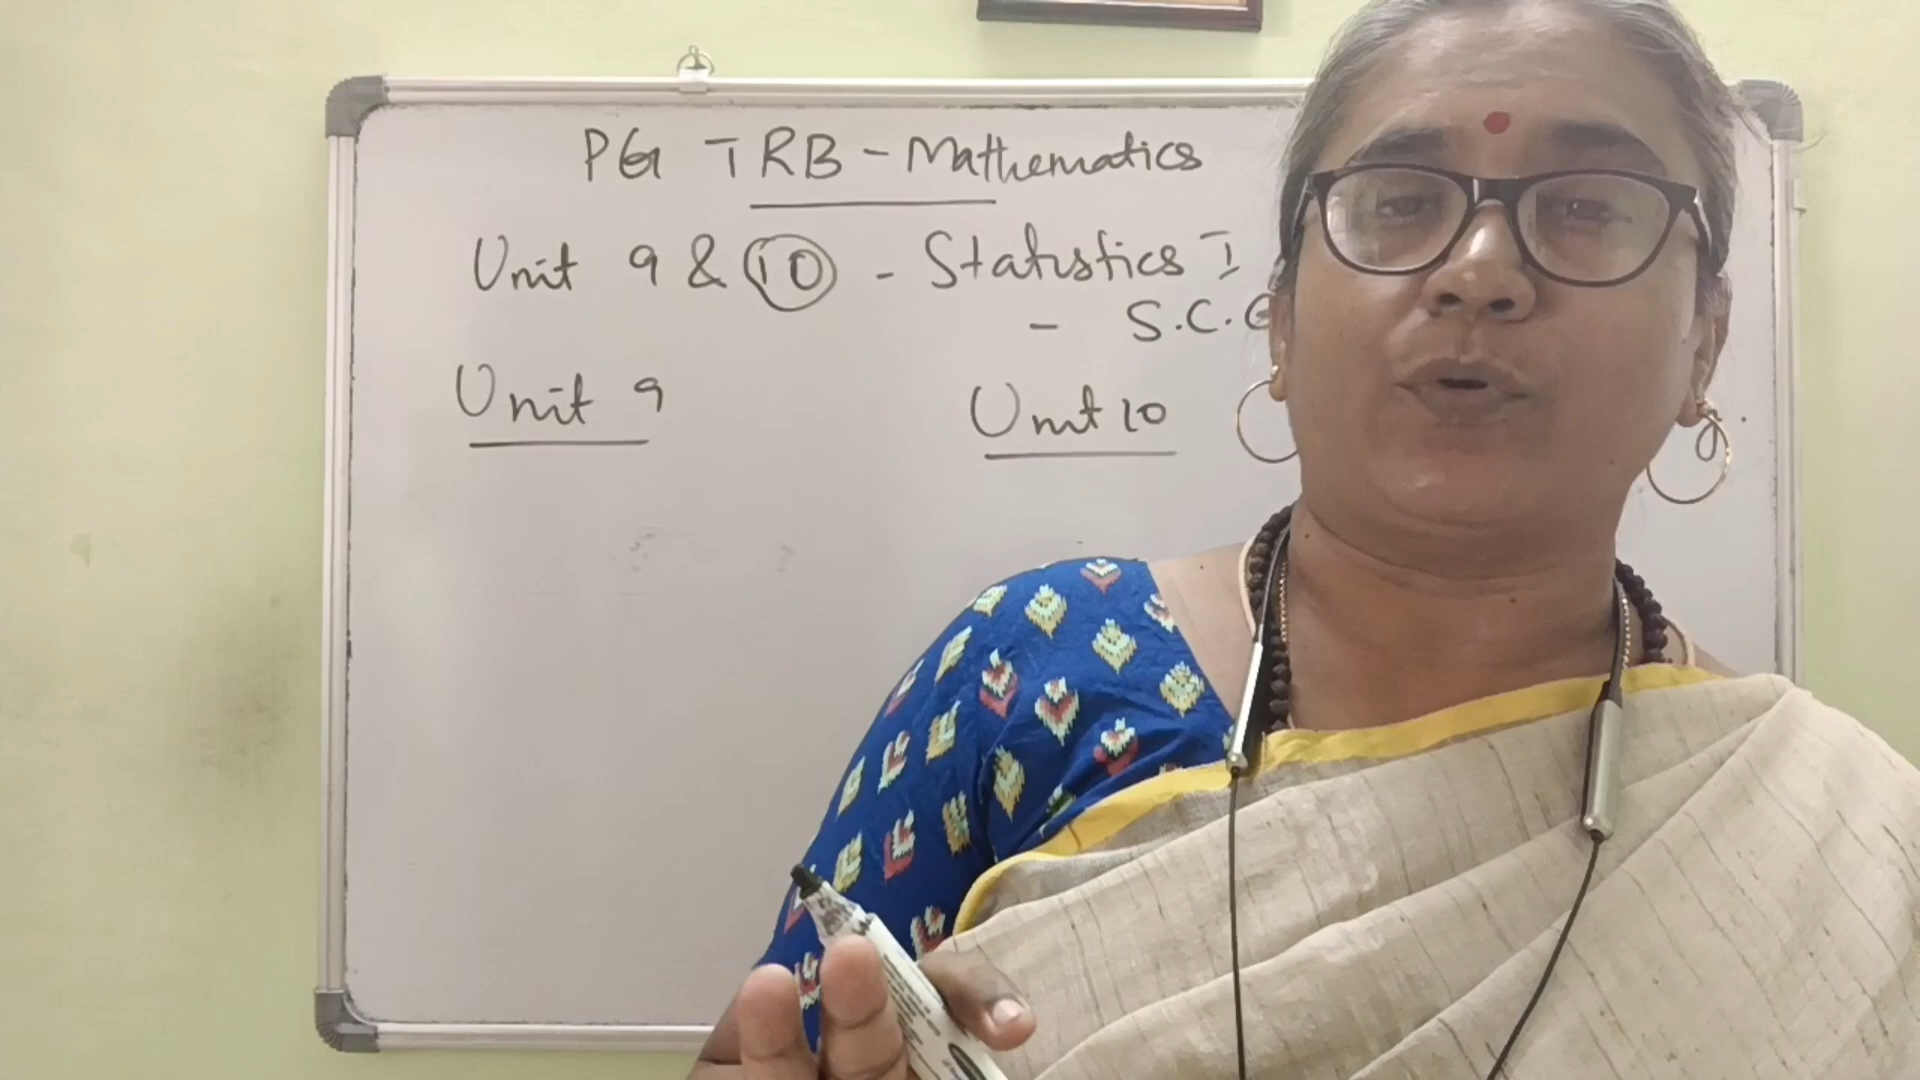 PG TRB - Mathematics
Unit 9 & 10 - Statistics I
- S.C.
Unit 9
Unit 10